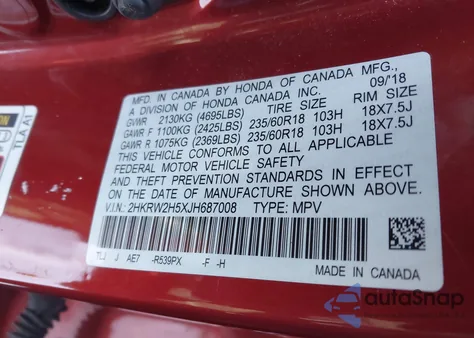 MFD. IN CANADA BY HONDA OF CANADA MFG.,
A DIVISION OF HONDA CANADA INC. 09/18
GVWR 2130KG (4695LBS) TIRE SIZE RIM SIZE
GAWR F 1100KG (2425LBS) 235/60R18 103H 18X7.5J
GAWR R 1075KG (2369LBS) 235/60R18 103H 18X7.5J
THIS VEHICLE CONFORMS TO ALL APPLICABLE
FEDERAL MOTOR VEHICLE SAFETY
AND THEFT PREVENTION STANDARDS IN EFFECT
ON THE DATE OF MANUFACTURE SHOWN ABOVE.
V.I.N.: 2HKRW2H5XJH687008 TYPE: MPV
TLJ J AE7 -R539PX -F -H
MADE IN CANADA
TLA A1
autoSnap